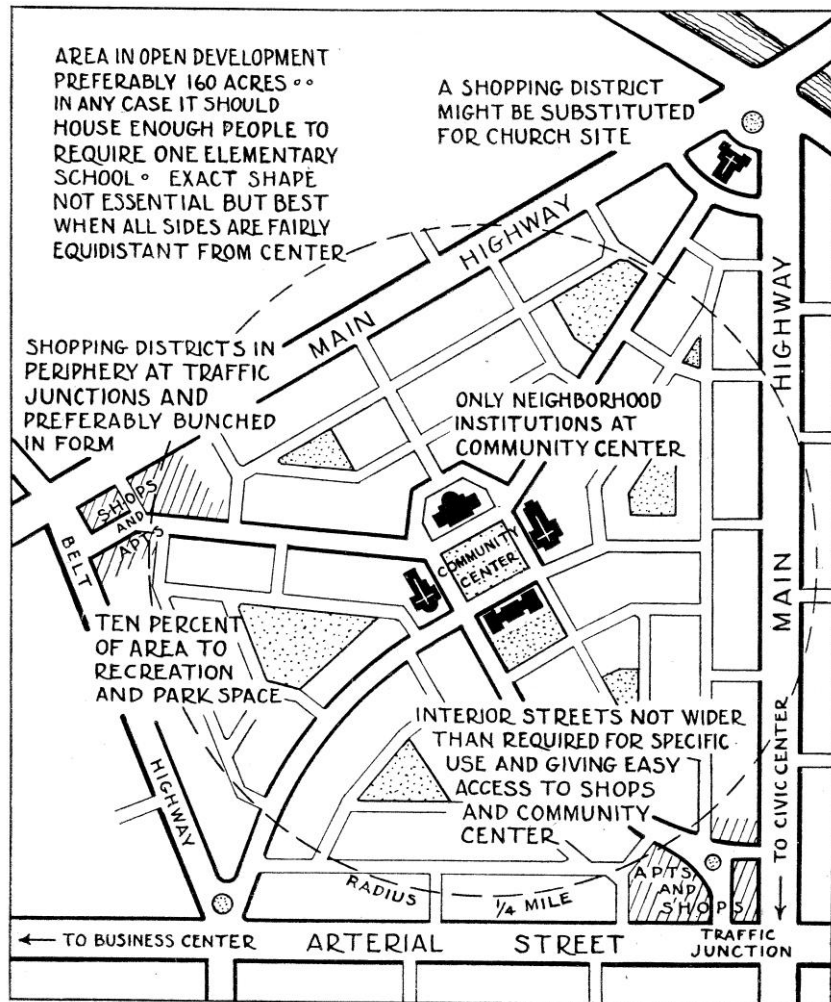 AREA IN OPEN DEVELOPMENT
PREFERABLY 160 ACRES °°
IN ANY CASE IT SHOULD
HOUSE ENOUGH PEOPLE TO
REQUIRE ONE ELEMENTARY
SCHOOL ° EXACT SHAPE
NOT ESSENTIAL BUT BEST
WHEN ALL SIDES ARE FAIRLY
EQUIDISTANT FROM CENTER
A SHOPPING DISTRICT
MIGHT BE SUBSTITUTED
FOR CHURCH SITE
MAIN HIGHWAY
SHOPPING DISTRICTS IN
PERIPHERY AT TRAFFIC
JUNCTIONS AND
PREFERABLY BUNCHED
IN FORM
ONLY NEIGHBORHOOD
INSTITUTIONS AT
COMMUNITY CENTER
MAIN HIGHWAY
SHOPS
AND
APTS
BELT HIGHWAY
COMMUNITY
CENTER
TEN PERCENT
OF AREA TO
RECREATION
AND PARK SPACE
INTERIOR STREETS NOT WIDER
THAN REQUIRED FOR SPECIFIC
USE AND GIVING EASY
ACCESS TO SHOPS
AND COMMUNITY
CENTER
← TO CIVIC CENTER
RADIUS 1/4 MILE
APTS
AND
SHOPS
← TO BUSINESS CENTER
ARTERIAL STREET
TRAFFIC
JUNCTION